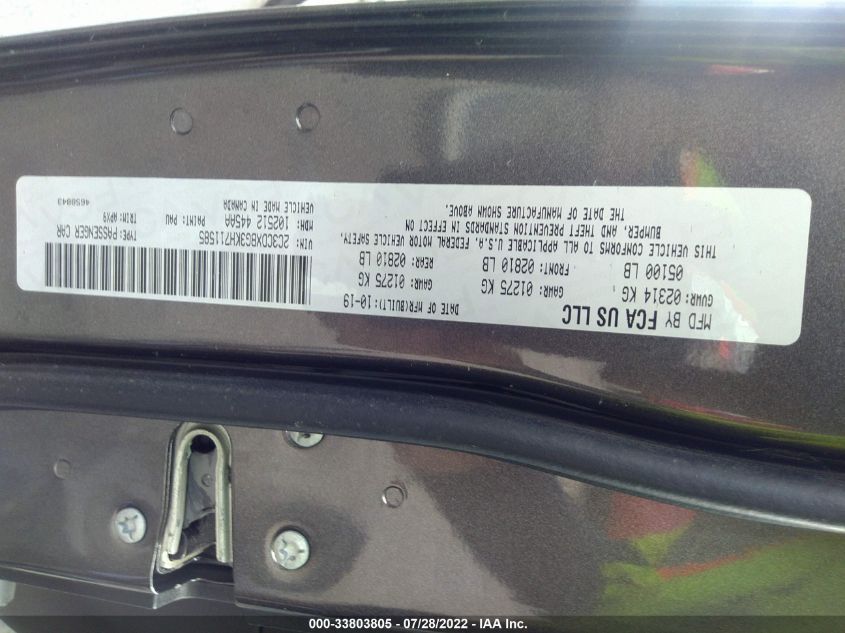 MFD BY FCA US LLC
DATE OF MFR(BUILT): 10-19
GVWR: 02314 KG
GAWR: 01275 KG
GAWR: 01275 KG
05100 LB
FRONT: 02810 LB
REAR: 02810 LB
THIS VEHICLE CONFORMS TO ALL APPLICABLE U.S.A. FEDERAL MOTOR VEHICLE SAFETY,
BUMPER, AND THEFT PREVENTION STANDARDS IN EFFECT ON
THE DATE OF MANUFACTURE SHOWN ABOVE.
VIN: 2C3CDXBG3KH711585
TYPE: PASSENGER CAR
MDH: 102512 445AA
PAINT: PAU
TRIM: APX9
VEHICLE MADE IN CANADA
4650843
000-33803805 - 07/28/2022 - IAA Inc.